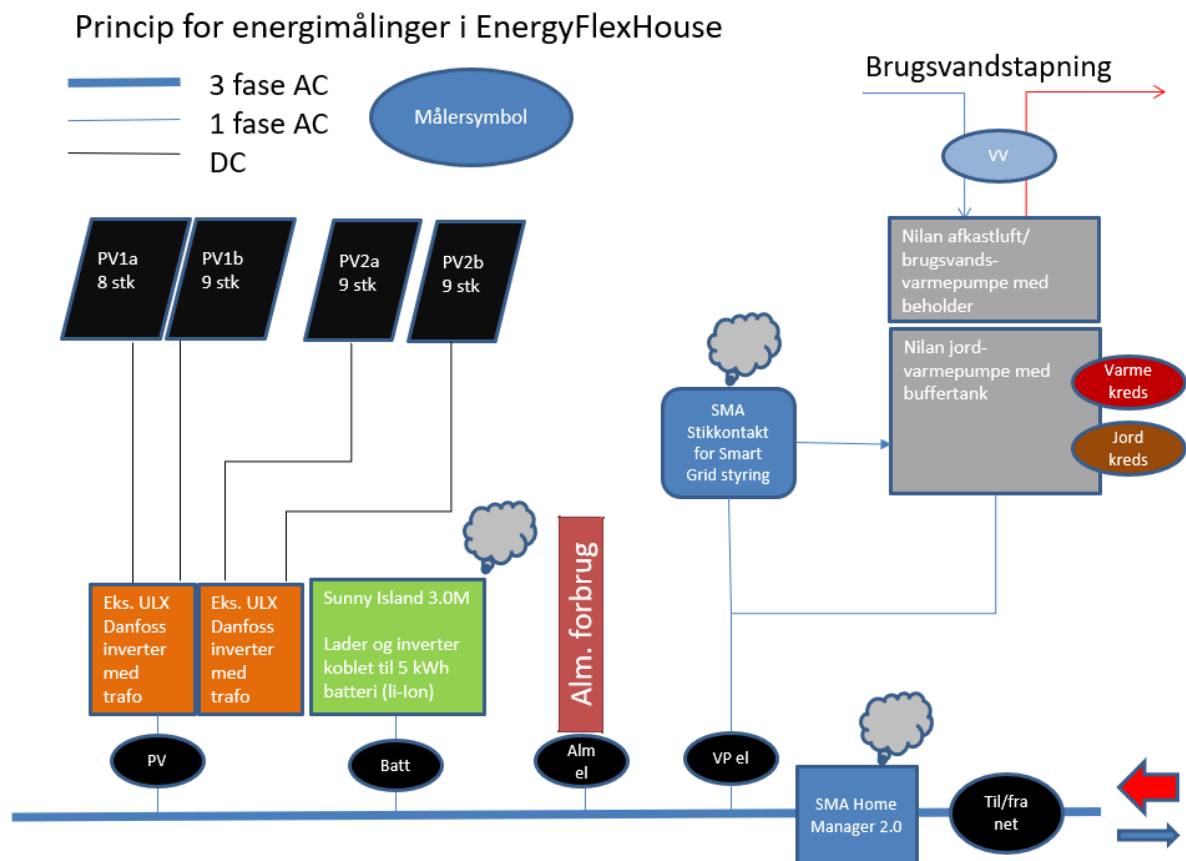 Princip for energimålinger i EnergyFlexHouse
3 fase AC
1 fase AC
DC
Målersymbol
Brugsvandstapning
VV
PV1a
8 stk
PV1b
9 stk
PV2a
9 stk
PV2b
9 stk
Nilan afkastluft/
brugsvands-
varmepumpe med
beholder
Nilan jord-
varmepumpe med
buffertank
Varme
kreds
Jord
kreds
SMA
Stikkontakt
for Smart
Grid styring
Eks. ULX
Danfoss
inverter
med
trafo
Eks. ULX
Danfoss
inverter
med
trafo
Sunny Island 3.0M
Lader og inverter
koblet til 5 kWh
batteri (li-Ion)
Alm. forbrug
PV
Batt
Alm
el
VP el
SMA Home
Manager 2.0
Til/fra
net